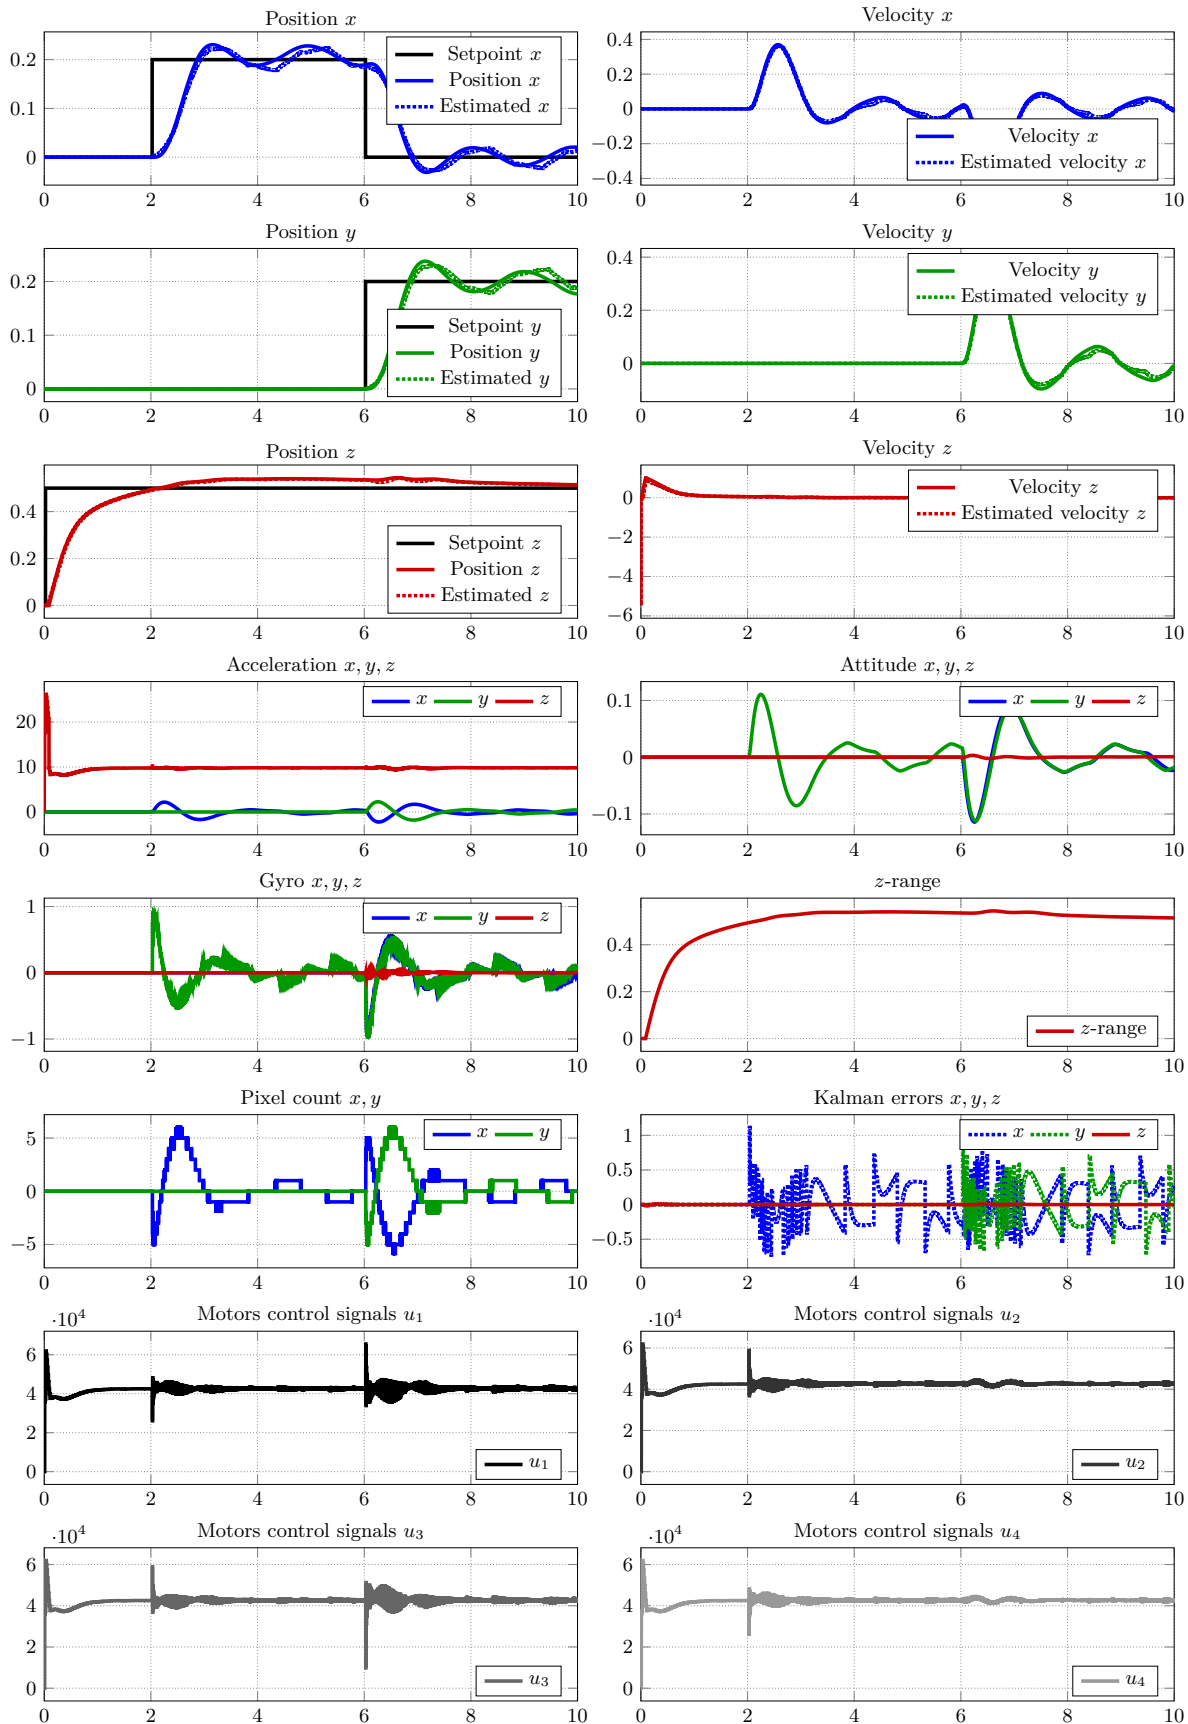 Position x
0.2
0.1
0
0 2 4 6 8 10
Setpoint x
Position x
Estimated x
Velocity x
0.4
0.2
0
−0.2
−0.4
0 2 4 6 8 10
Velocity x
Estimated velocity x
Position y
0.2
0.1
0
0 2 4 6 8 10
Setpoint y
Position y
Estimated y
Velocity y
0.4
0.2
0
0 2 4 6 8 10
Velocity y
Estimated velocity y
Position z
0.4
0.2
0
0 2 4 6 8 10
Setpoint z
Position z
Estimated z
Velocity z
0
−2
−4
−6
0 2 4 6 8 10
Velocity z
Estimated velocity z
Acceleration x, y, z
20
10
0
0 2 4 6 8 10
x y z
Attitude x, y, z
0.1
0
−0.1
0 2 4 6 8 10
x y z
Gyro x, y, z
1
0
−1
0 2 4 6 8 10
x y z
z-range
0.4
0.2
0
0 2 4 6 8 10
z-range
Pixel count x, y
5
0
−5
0 2 4 6 8 10
x y
Kalman errors x, y, z
1
0.5
0
−0.5
0 2 4 6 8 10
x y z
Motors control signals u₁
·10⁴
6
4
2
0
0 2 4 6 8 10
u₁
Motors control signals u₂
·10⁴
6
4
2
0
0 2 4 6 8 10
u₂
Motors control signals u₃
·10⁴
6
4
2
0
0 2 4 6 8 10
u₃
Motors control signals u₄
·10⁴
6
4
2
0
0 2 4 6 8 10
u₄